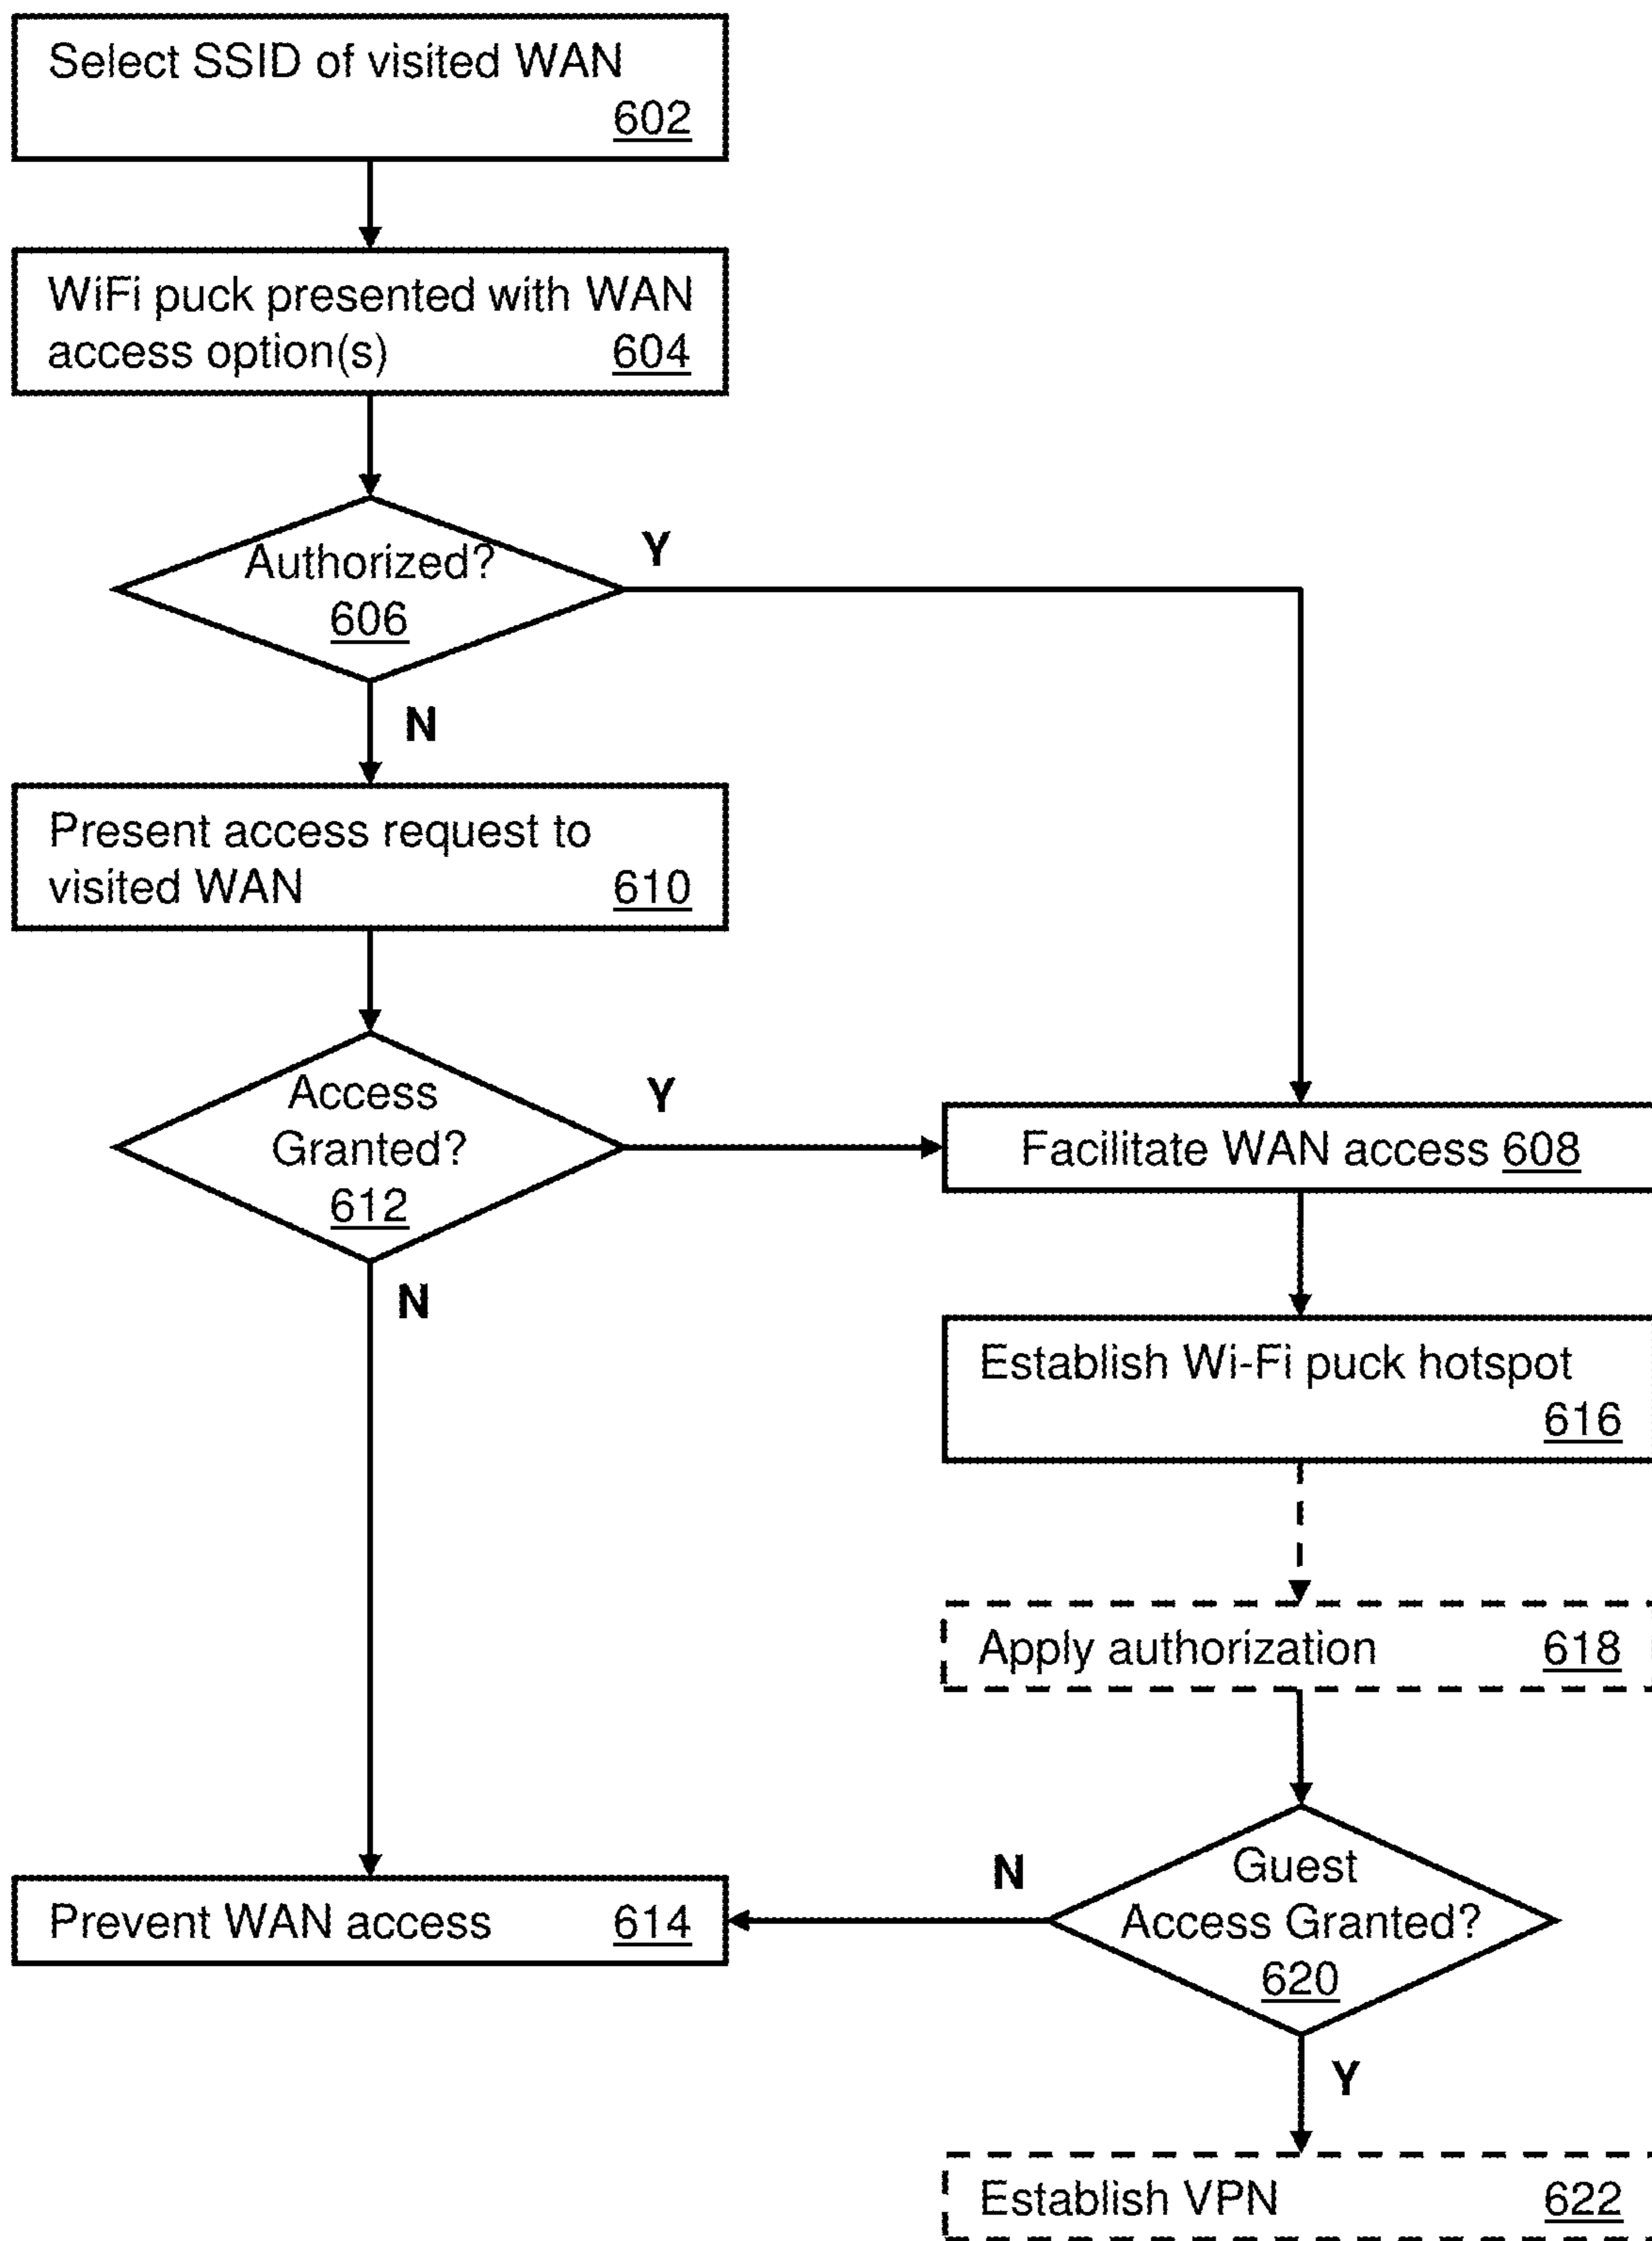 Select SSID of visited WAN
602
WiFi puck presented with WAN
access option(s) 604
Authorized?
606
Y
N
Present access request to
visited WAN 610
Access
Granted?
612
Y
N
Facilitate WAN access 608
Establish Wi-Fi puck hotspot
616
Apply authorization 618
Guest
Access Granted?
620
N
Y
Prevent WAN access 614
Establish VPN 622